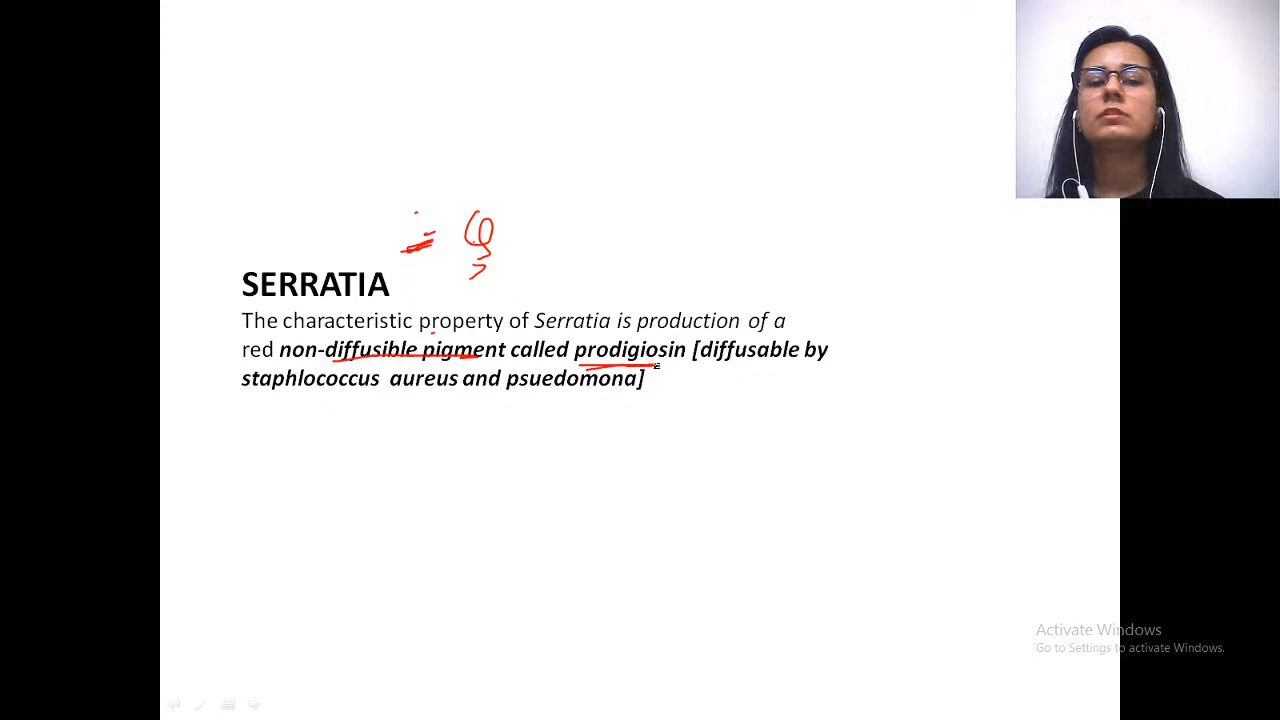 SERRATIA
The characteristic property of Serratia is production of a
red non-diffusible pigment called prodigiosin [diffusable by
staphlococcus aureus and psuedomona]
Activate Windows
Go to Settings to activate Windows.